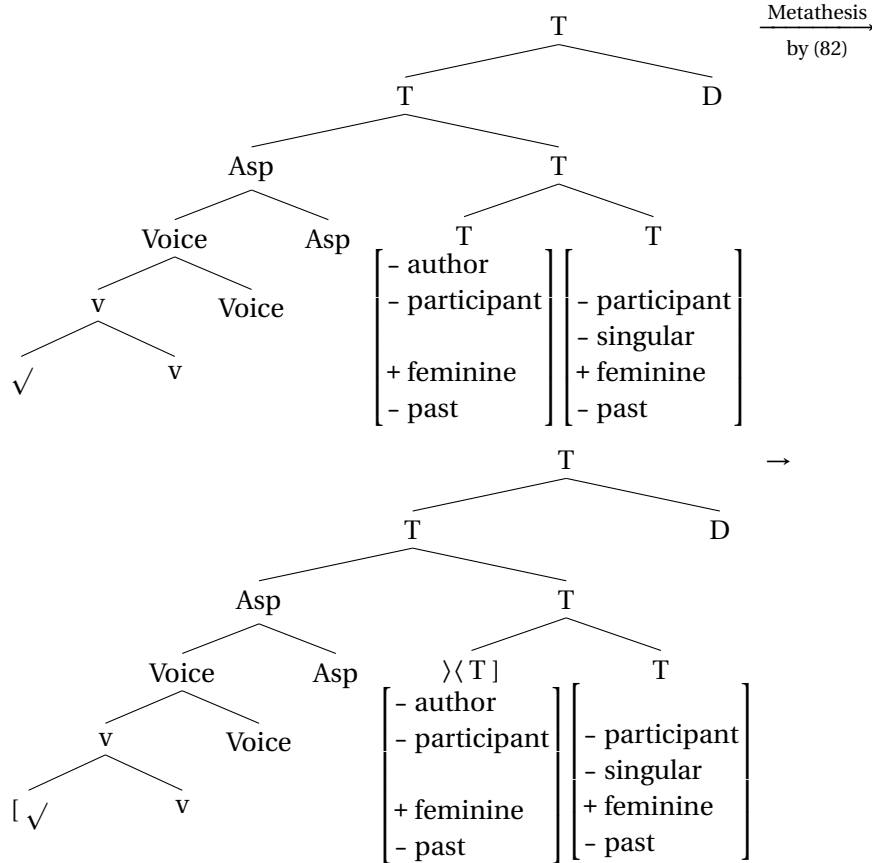 T
Metathesis
by (82)
T D
Asp T
Voice Asp T T
v Voice
√ v
– author
– participant – participant
– singular
+ feminine + feminine
– past – past
T →
T D
Asp T
Voice Asp ⟩⟨ T ] T
v Voice
[ √ v
– author
– participant – participant
– singular
+ feminine + feminine
– past – past